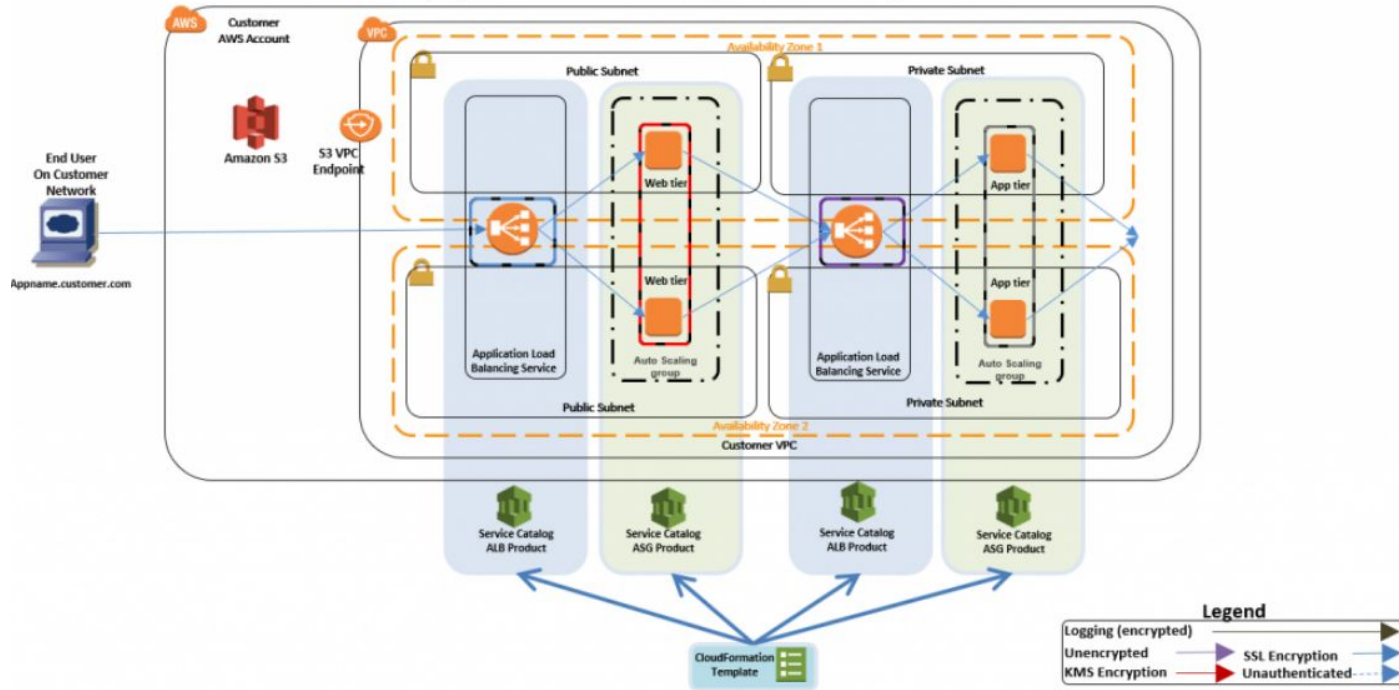 AWS
Customer
AWS Account
VPC
Availability Zone 1
Public Subnet
Private Subnet
Amazon S3
S3 VPC
Endpoint
End User
On Customer
Network
Appname.customer.com
Web tier
App tier
Web tier
App tier
Application Load
Balancing Service
Auto Scaling
group
Application Load
Balancing Service
Auto Scaling
group
Public Subnet
Private Subnet
Availability Zone 2
Customer VPC
Service Catalog
ALB Product
Service Catalog
ASG Product
Service Catalog
ALB Product
Service Catalog
ASG Product
CloudFormation
Template
Legend
Logging (encrypted)
Unencrypted
SSL Encryption
KMS Encryption
Unauthenticated